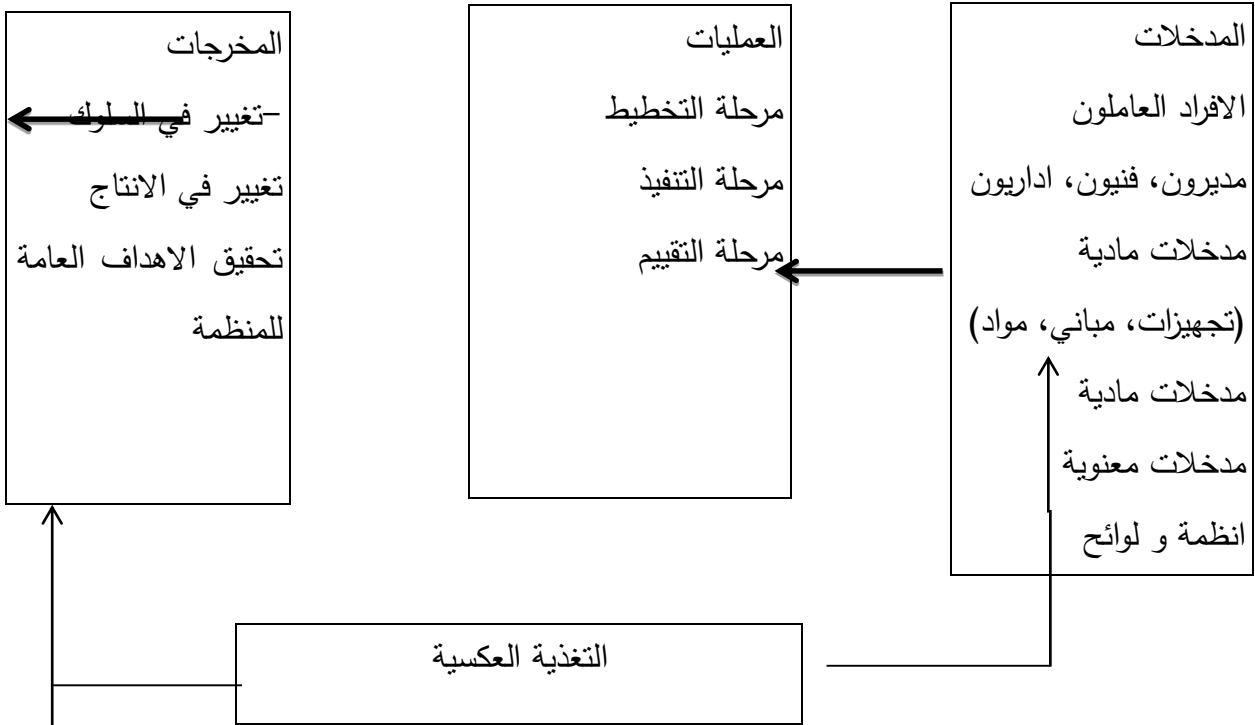 المدخلات
الافراد العاملون
مديرون، فنيون، اداريون
مدخلات مادية
(تجهيزات، مباني، مواد)
مدخلات مادية
مدخلات معنوية
انظمة و لوائح
العمليات
مرحلة التخطيط
مرحلة التنفيذ
مرحلة التقييم
المخرجات
-تغيير في السلوك
تغيير في الانتاج
تحقيق الاهداف العامة
للمنظمة
التغذية العكسية